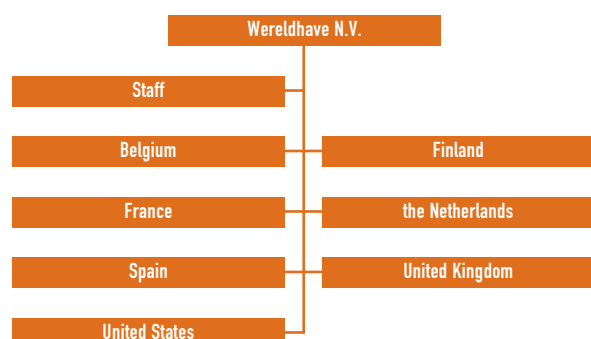 Wereldhave N.V.
Staff
Belgium
Finland
France
the Netherlands
Spain
United Kingdom
United States